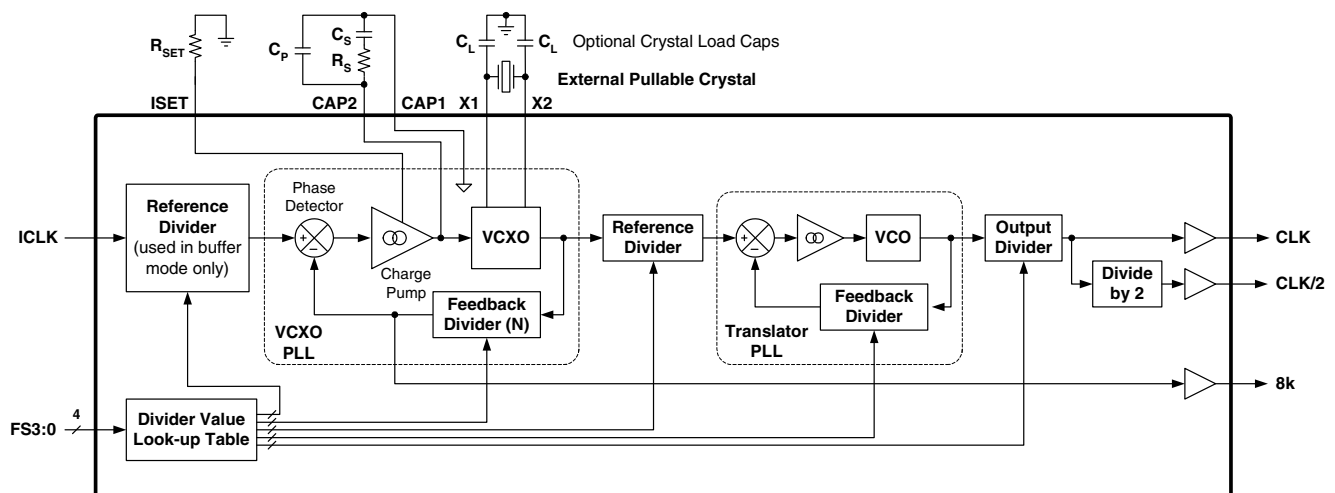 RSET
CP
CS
RS
CL
CL
Optional Crystal Load Caps
External Pullable Crystal
ISET
CAP2
CAP1
X1
X2
ICLK
Reference
Divider
(used in buffer
mode only)
Phase
Detector
+
−
Charge
Pump
VCXO
Feedback
Divider (N)
VCXO
PLL
Reference
Divider
+
−
VCO
Feedback
Divider
Translator
PLL
Output
Divider
Divide
by 2
CLK
CLK/2
8k
FS3:0
4
Divider Value
Look-up Table